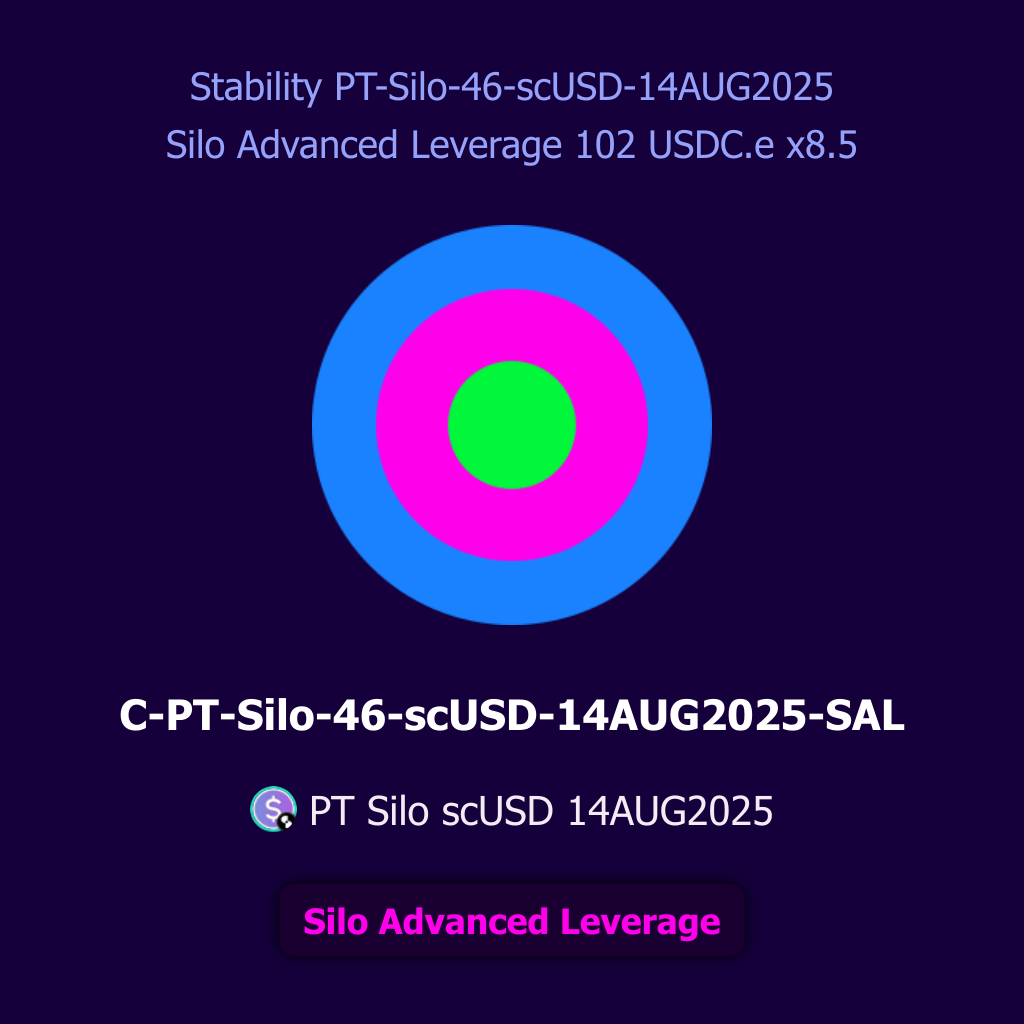 Stability PT-Silo-46-scUSD-14AUG2025
Silo Advanced Leverage 102 USDC.e x8.5
C-PT-Silo-46-scUSD-14AUG2025-SAL
$ PT Silo scUSD 14AUG2025
Silo Advanced Leverage